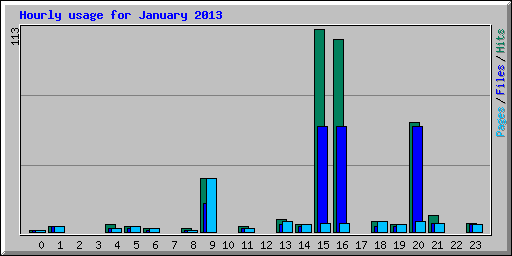 Hourly usage for January 2013
113
Pages / Files / Hits
0 1 2 3 4 5 6 7 8 9 10 11 12 13 14 15 16 17 18 19 20 21 22 23